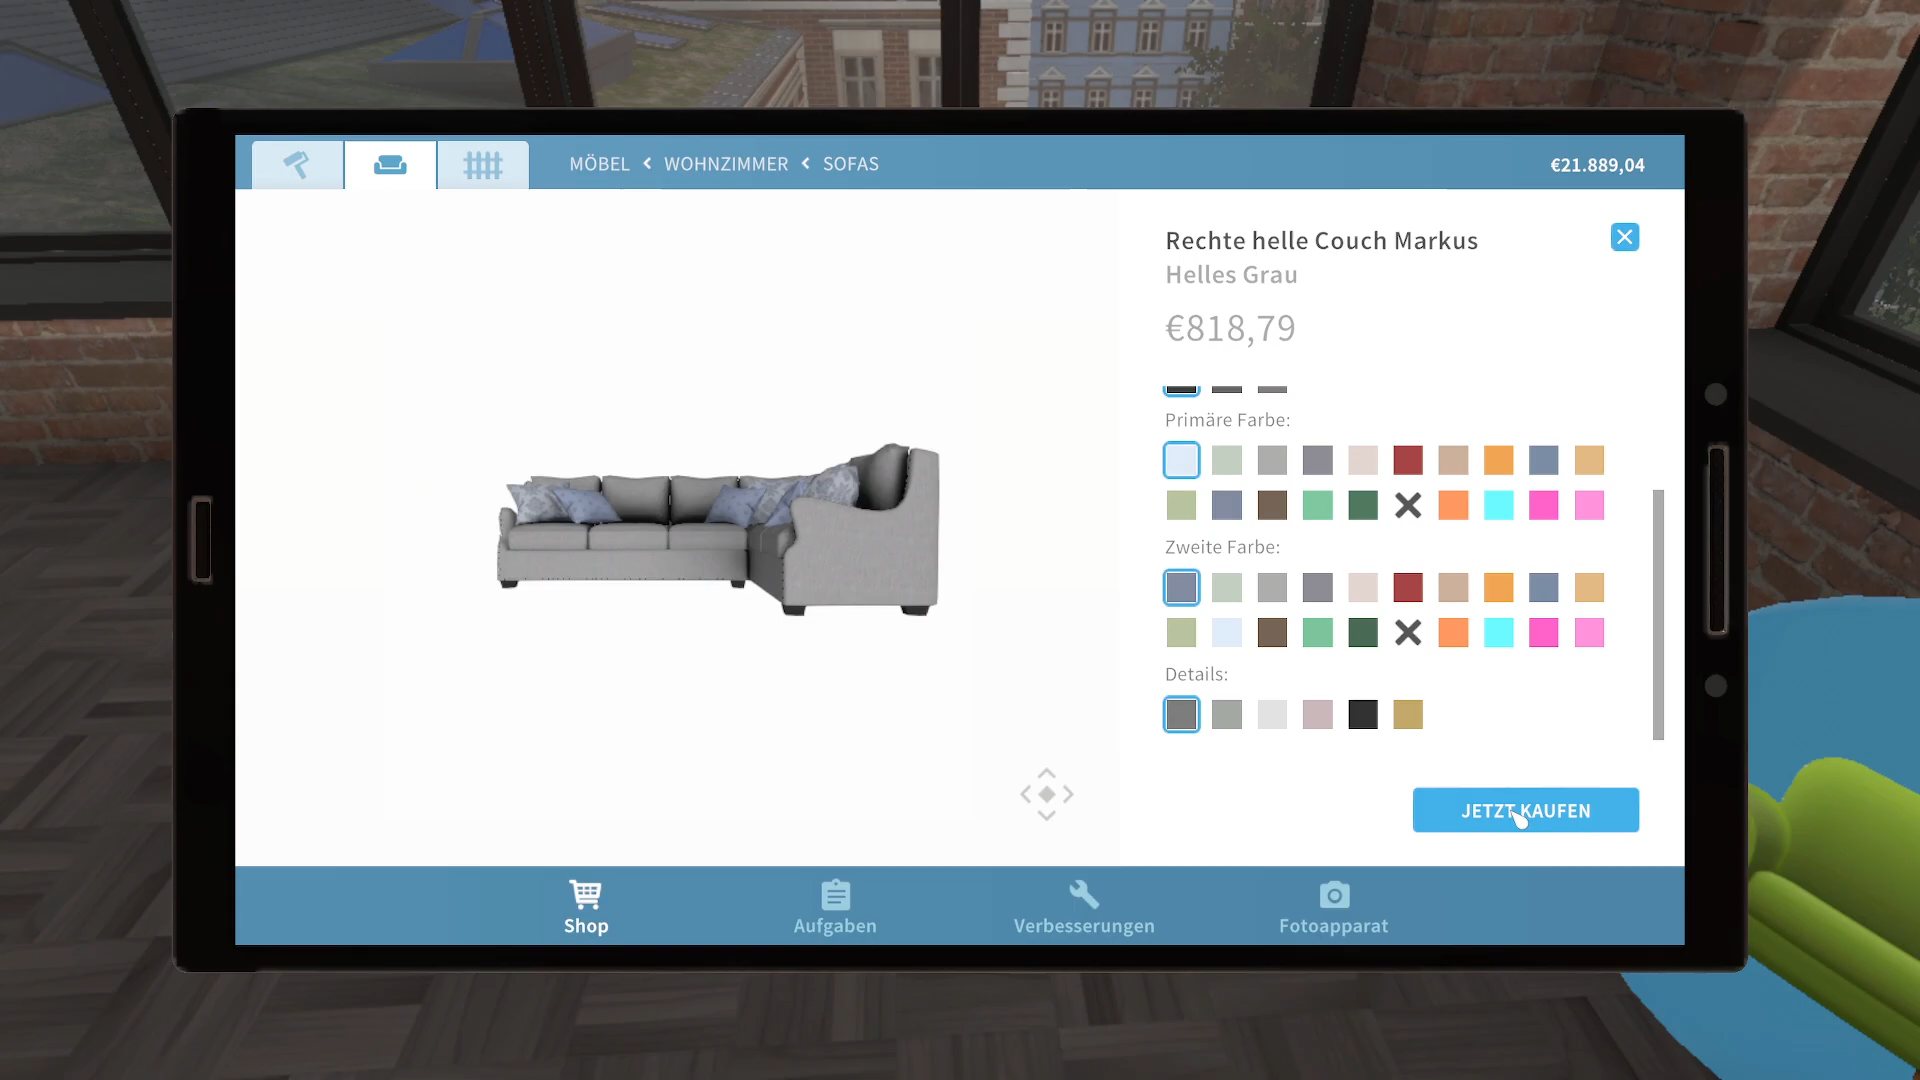 MÖBEL < WOHNZIMMER < SOFAS
€21.889,04
Rechte helle Couch Markus
Helles Grau
€818,79
Primäre Farbe:
Zweite Farbe:
Details:
JETZT KAUFEN
Shop
Aufgaben
Verbesserungen
Fotoapparat